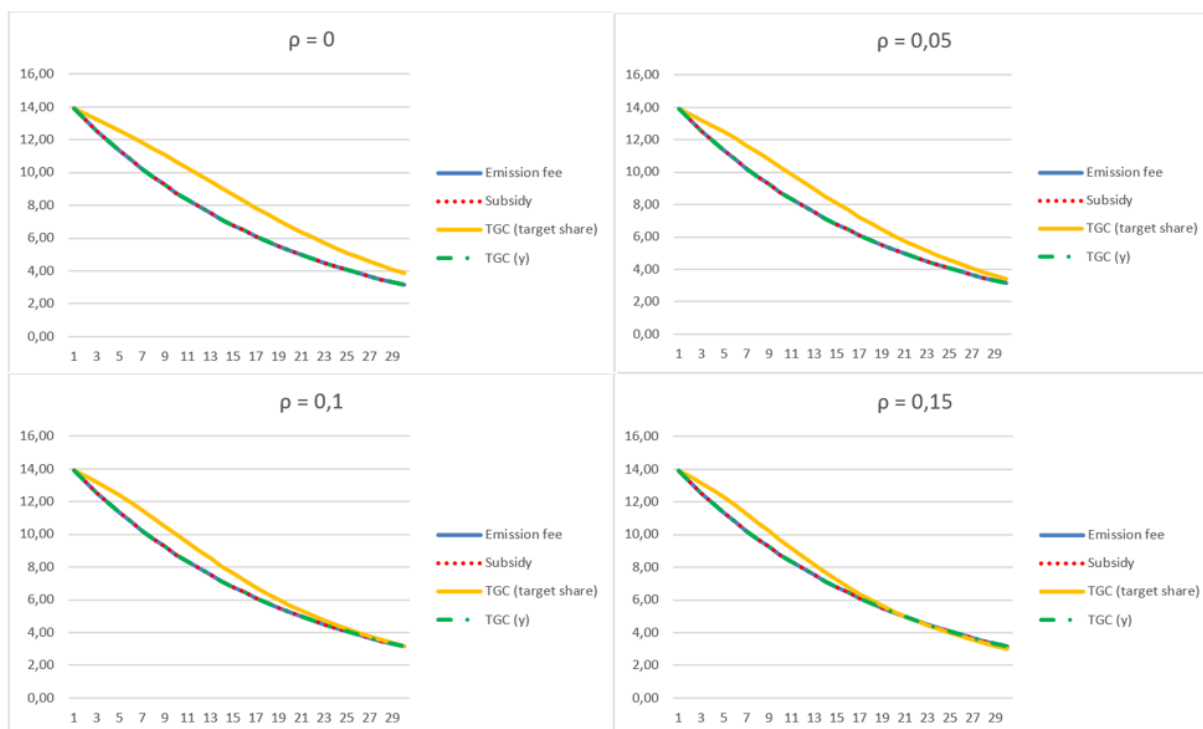 ρ = 0
16,00
14,00
12,00
10,00
8,00
6,00
4,00
2,00
0,00
1 3 5 7 9 11 13 15 17 19 21 23 25 27 29
Emission fee
Subsidy
TGC (target share)
TGC (y)
ρ = 0,05
16,00
14,00
12,00
10,00
8,00
6,00
4,00
2,00
0,00
1 3 5 7 9 11 13 15 17 19 21 23 25 27 29
Emission fee
Subsidy
TGC (target share)
TGC (y)
ρ = 0,1
16,00
14,00
12,00
10,00
8,00
6,00
4,00
2,00
0,00
1 3 5 7 9 11 13 15 17 19 21 23 25 27 29
Emission fee
Subsidy
TGC (target share)
TGC (y)
ρ = 0,15
16,00
14,00
12,00
10,00
8,00
6,00
4,00
2,00
0,00
1 3 5 7 9 11 13 15 17 19 21 23 25 27 29
Emission fee
Subsidy
TGC (target share)
TGC (y)